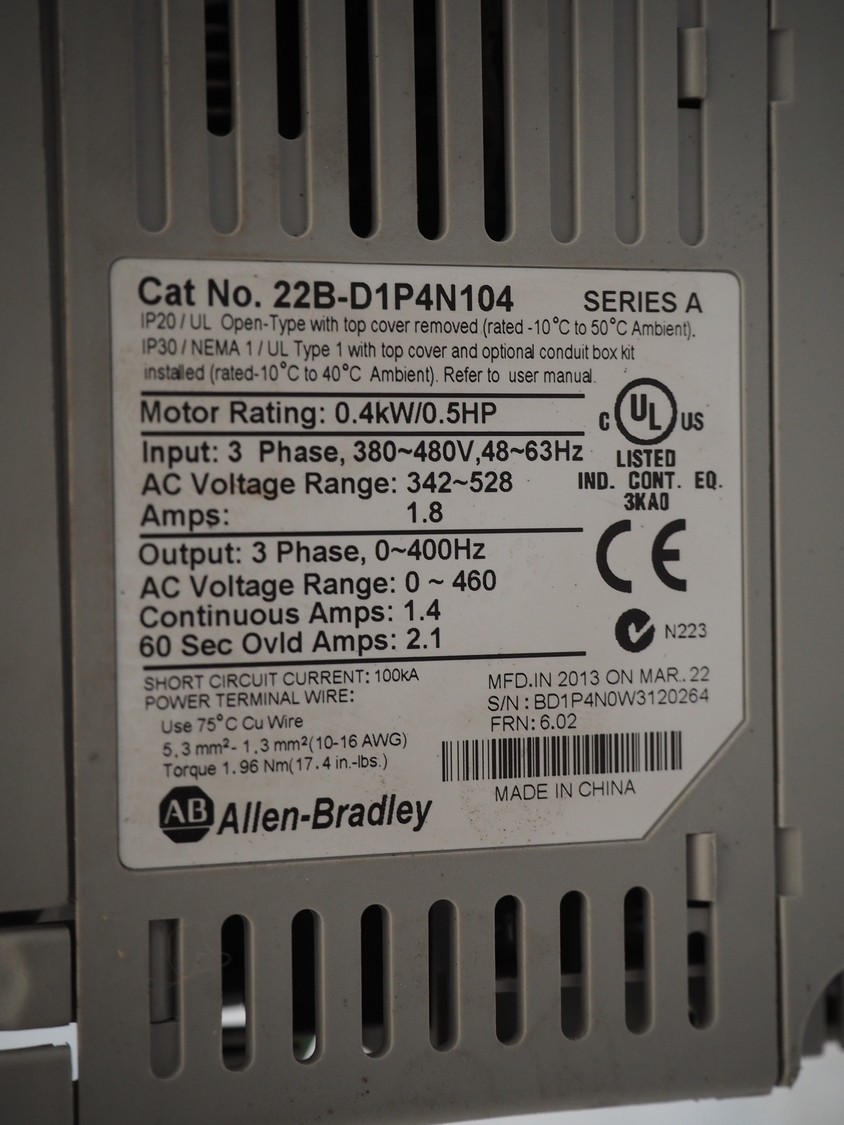 Cat No. 22B-D1P4N104 SERIES A
IP20 / UL Open-Type with top cover removed (rated -10°C to 50°C Ambient).
IP30 / NEMA 1 / UL Type 1 with top cover and optional conduit box kit
installed (rated-10°C to 40°C Ambient). Refer to user manual.
Motor Rating: 0.4kW/0.5HP
C UL US
Input: 3 Phase, 380~480V,48~63Hz
LISTED
AC Voltage Range: 342~528
IND. CONT. EQ.
3KA0
Amps: 1.8
CE
Output: 3 Phase, 0~400Hz
AC Voltage Range: 0 ~ 460
Continuous Amps: 1.4
60 Sec Ovld Amps: 2.1
N223
SHORT CIRCUIT CURRENT: 100kA
POWER TERMINAL WIRE:
Use 75°C Cu Wire
5.3 mm²- 1.3 mm²(10-16 AWG)
Torque 1.96 Nm(17.4 in.-lbs.)
MFD.IN 2013 ON MAR. 22
S/N : BD1P4N0W3120264
FRN: 6.02
MADE IN CHINA
AB Allen-Bradley